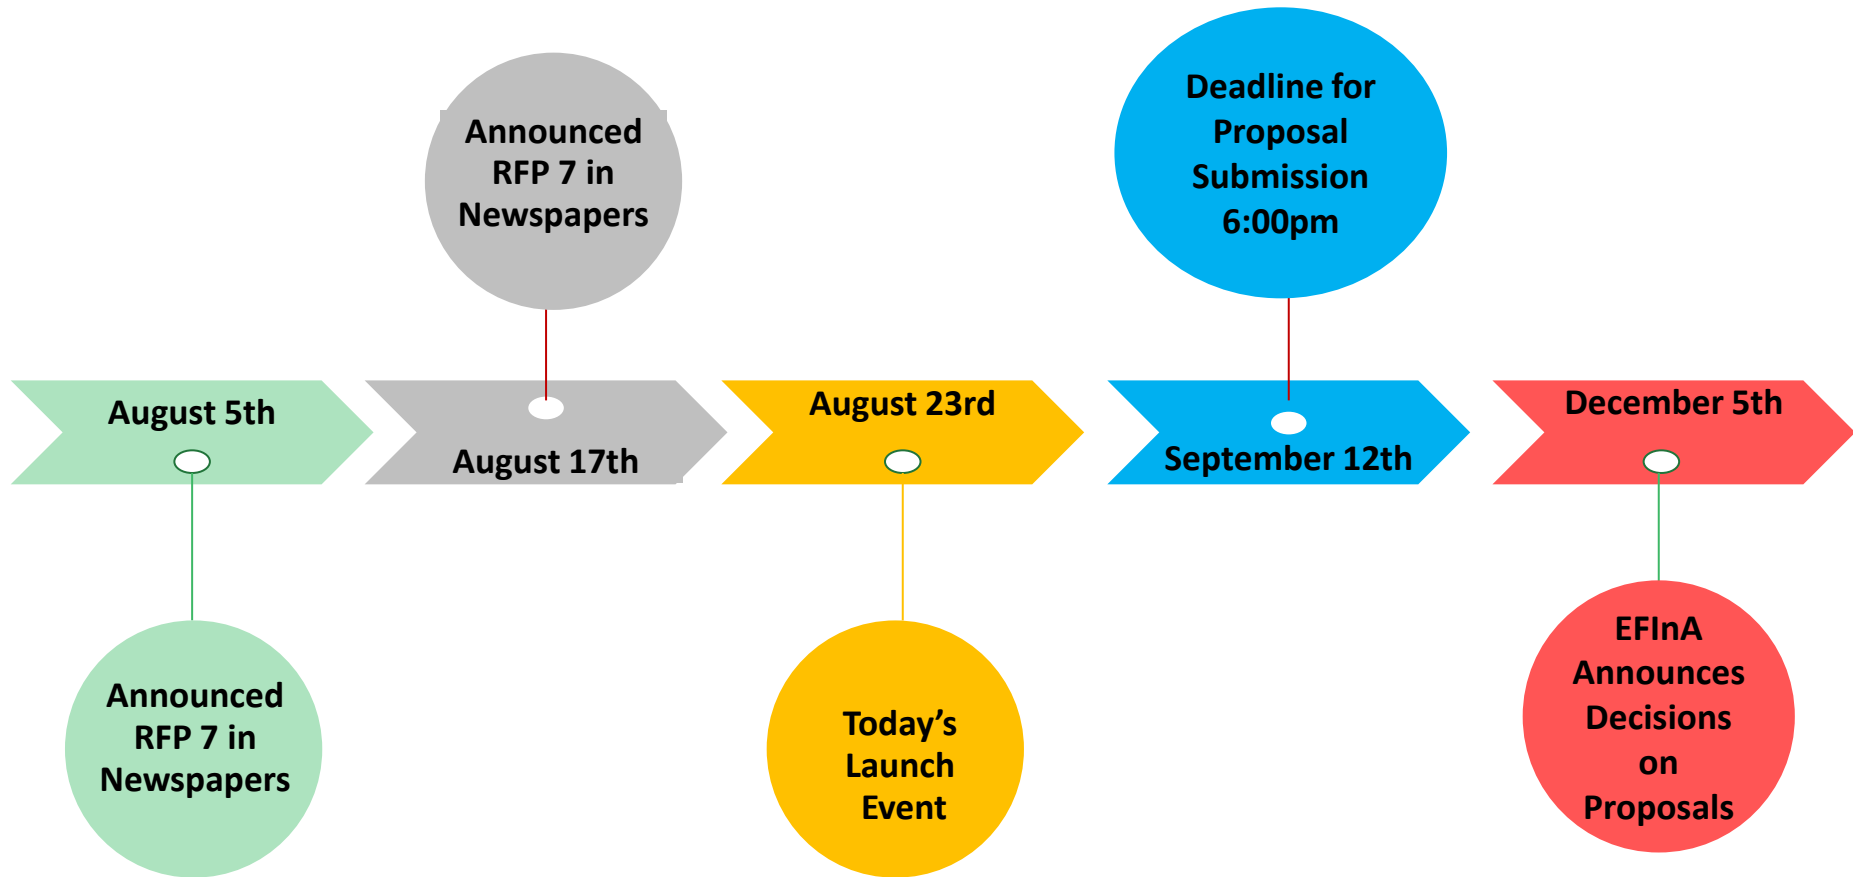 August 5th
Announced
RFP 7 in
Newspapers
Announced
RFP 7 in
Newspapers
August 17th
August 23rd
Today’s
Launch
Event
Deadline for
Proposal
Submission
6:00pm
September 12th
December 5th
EFInA
Announces
Decisions
on
Proposals